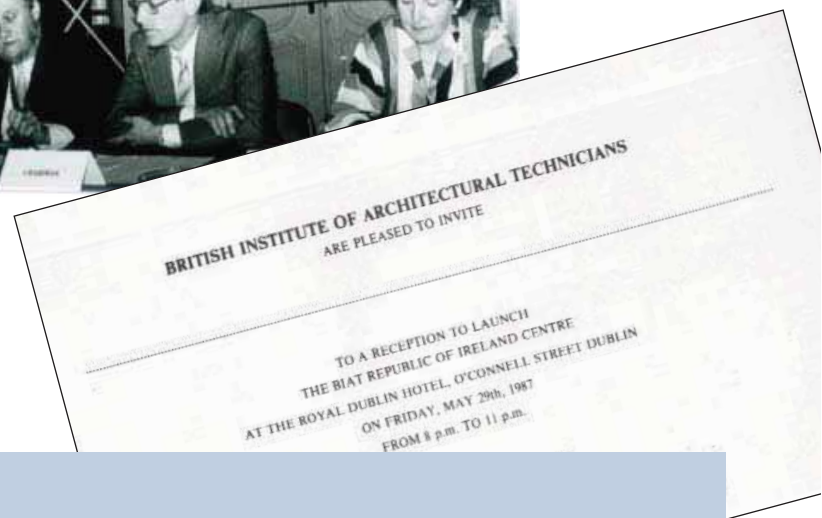 BRITISH INSTITUTE OF ARCHITECTURAL TECHNICIANS
ARE PLEASED TO INVITE
TO A RECEPTION TO LAUNCH
THE BIAT REPUBLIC OF IRELAND CENTRE
AT THE ROYAL DUBLIN HOTEL, O'CONNELL STREET DUBLIN
ON FRIDAY, MAY 29th, 1987
FROM 8 p.m. TO 11 p.m.